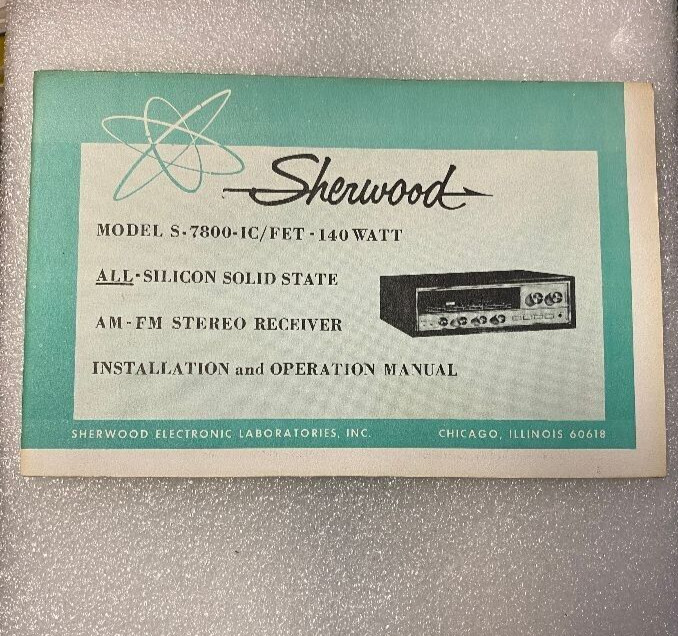 Sherwood
MODEL S-7800-IC/FET - 140 WATT
ALL-SILICON SOLID STATE
AM-FM STEREO RECEIVER
INSTALLATION and OPERATION MANUAL
SHERWOOD ELECTRONIC LABORATORIES, INC. CHICAGO, ILLINOIS 60618